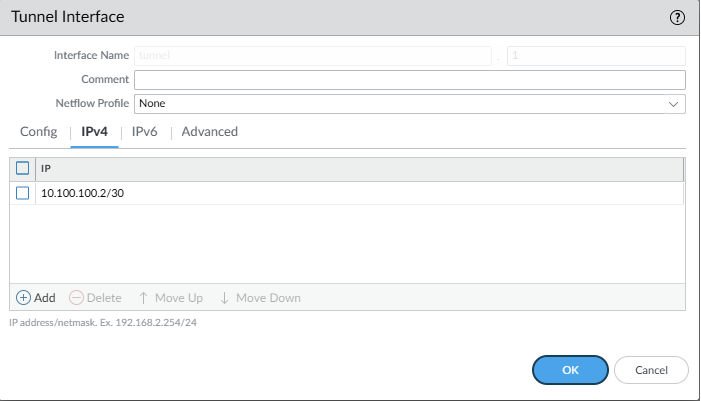 Tunnel Interface ?
Interface Name tunnel . 1
Comment
Netflow Profile None
Config IPv4 IPv6 Advanced
IP
10.100.100.2/30
Add Delete Move Up Move Down
IP address/netmask. Ex. 192.168.2.254/24
OK Cancel